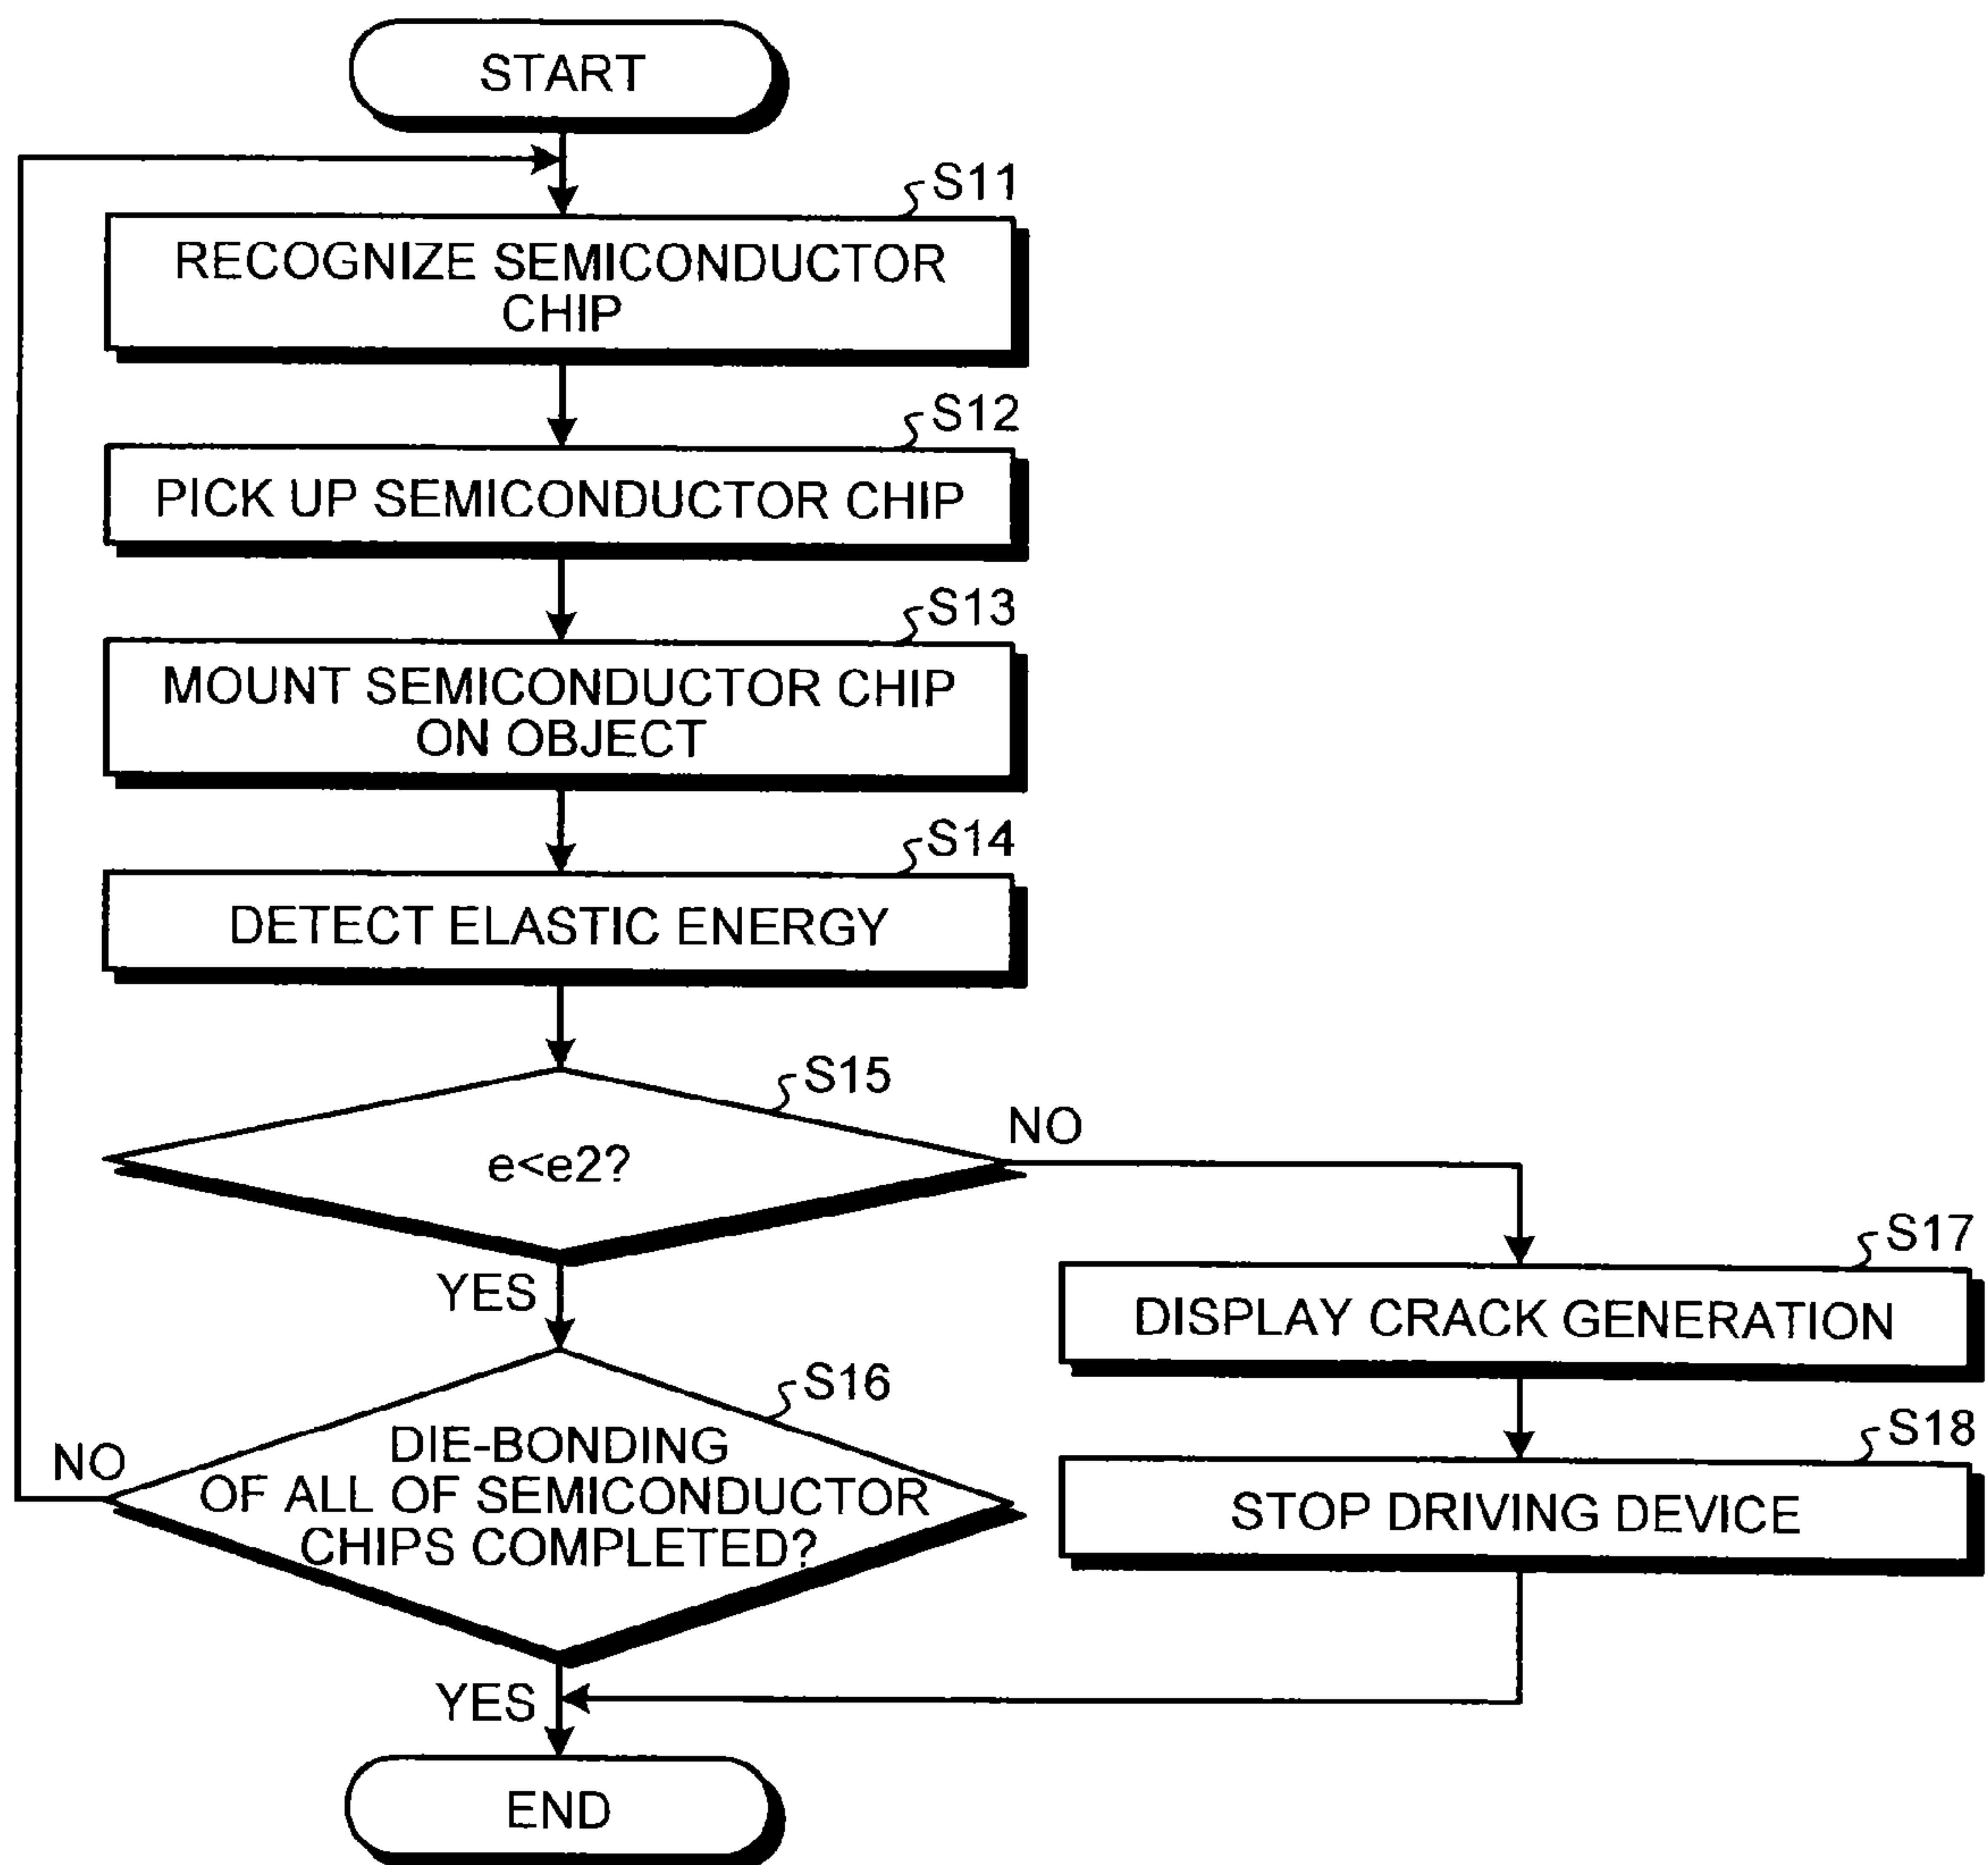 START
S11
RECOGNIZE SEMICONDUCTOR
CHIP
S12
PICK UP SEMICONDUCTOR CHIP
S13
MOUNT SEMICONDUCTOR CHIP
ON OBJECT
S14
DETECT ELASTIC ENERGY
S15
e<e2?
NO
YES
S17
DISPLAY CRACK GENERATION
S16
DIE-BONDING
OF ALL OF SEMICONDUCTOR
CHIPS COMPLETED?
NO
S18
STOP DRIVING DEVICE
YES
END